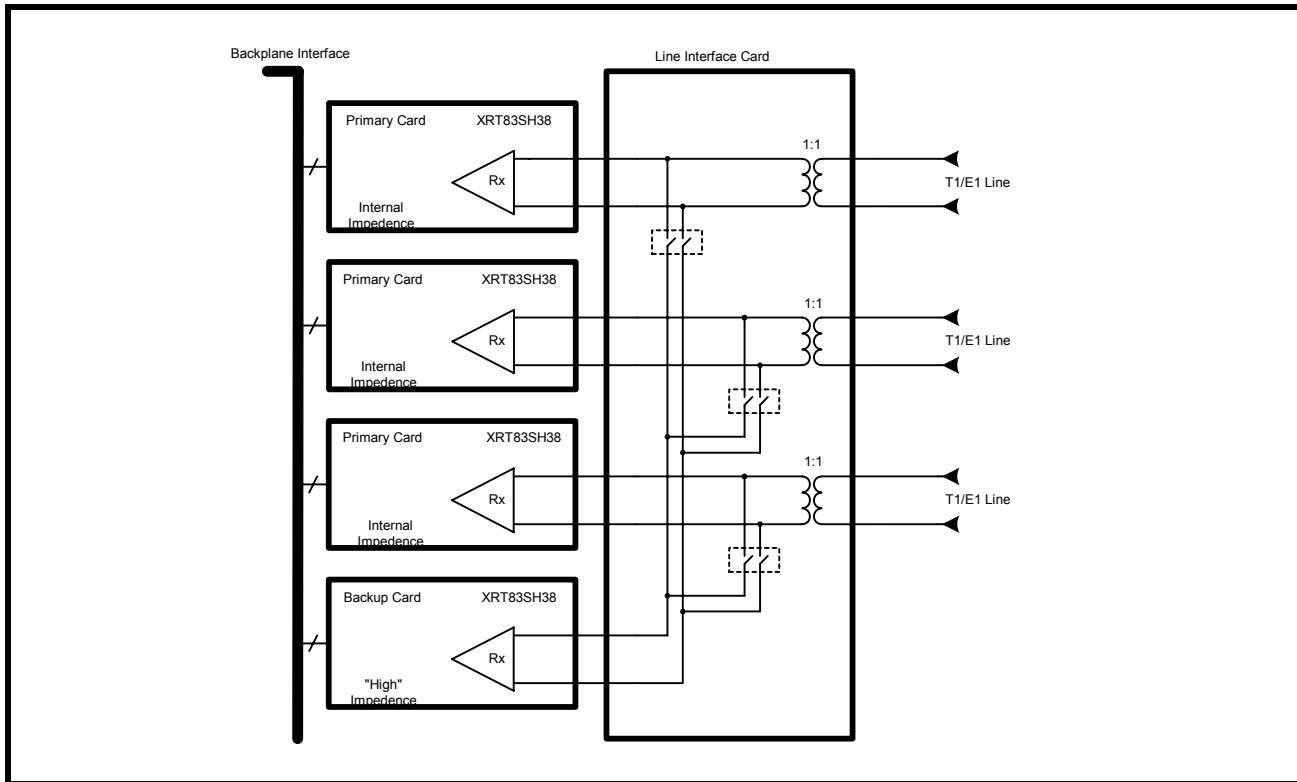 Backplane Interface
Line Interface Card
Primary Card XRT83SH38
Rx
Internal
Impedence
1:1
T1/E1 Line
Primary Card XRT83SH38
Rx
Internal
Impedence
1:1
T1/E1 Line
Primary Card XRT83SH38
Rx
Internal
Impedence
1:1
T1/E1 Line
Backup Card XRT83SH38
Rx
"High"
Impedence